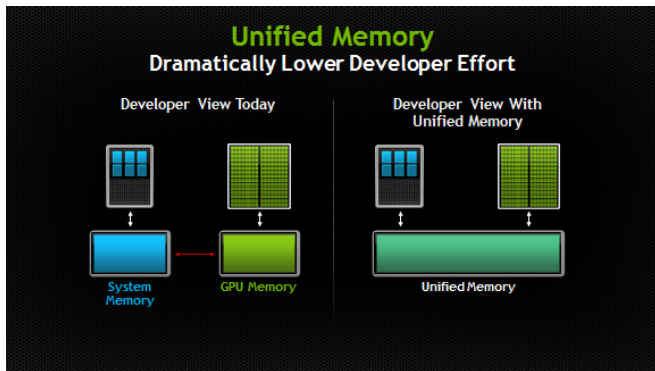 Unified Memory
Dramatically Lower Developer Effort
Developer View Today
Developer View With
Unified Memory
System
Memory
GPU Memory
Unified Memory